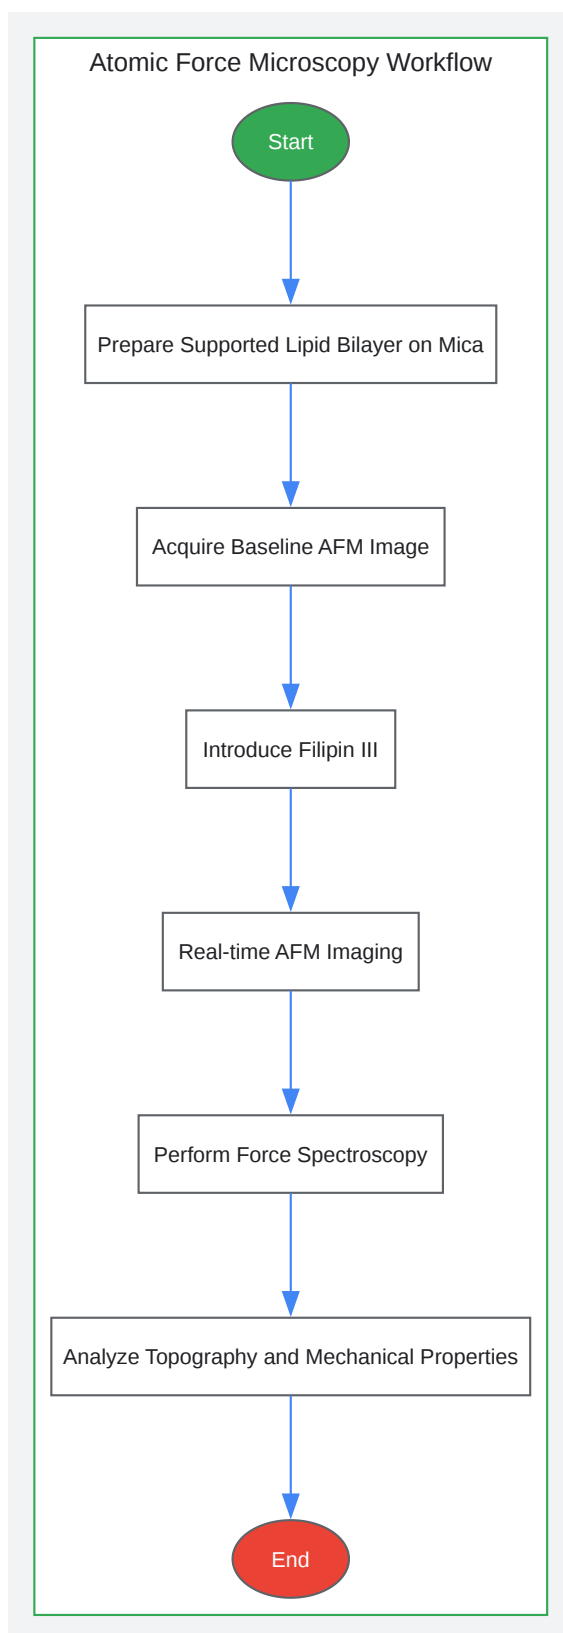 Atomic Force Microscopy Workflow
Start
Prepare Supported Lipid Bilayer on Mica
Acquire Baseline AFM Image
Introduce Filipin III
Real-time AFM Imaging
Perform Force Spectroscopy
Analyze Topography and Mechanical Properties
End